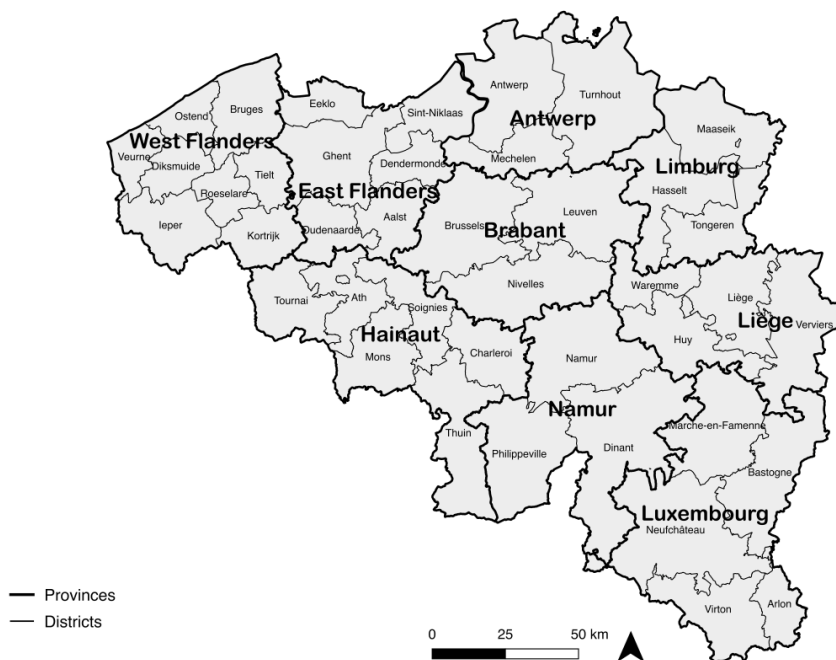 Antwerp
Turnhout
Bruges
Eeklo
Sint-Niklaas
Ostend
Antwerp
Maaseik
West Flanders
Ghent
Veurne
Diksmuide
Mechelen
Dendermonde
Limburg
Tielt
Roeselare
East Flanders
Hasselt
Leuven
Aalst
Ieper
Brussels
Brabant
Tongeren
Oudenaarde
Kortrijk
Nivelles
Waremme
Liège
Tournai
Ath
Soignies
Liège
Verviers
Hainaut
Huy
Mons
Charleroi
Namur
Namur
Marche-en-Famenne
Thuin
Philippeville
Dinant
Bastogne
Luxembourg
Neufchâteau
Provinces
Districts
Virton
Arlon
0 25 50 km